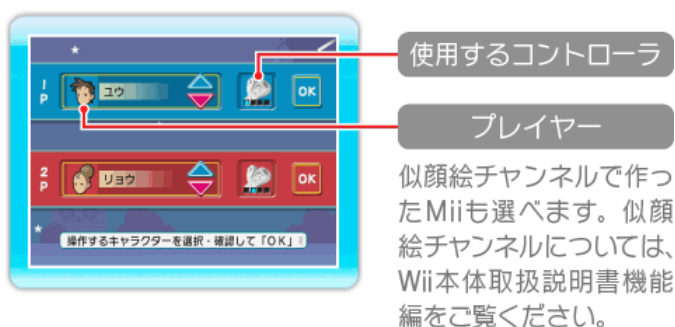 使用するコントローラ
1P
ユウ
OK
プレイヤー
2P
リョウ
OK
操作するキャラクターを選択・確認して「OK」
似顔絵チャンネルで作っ
たMiiも選べます。似顔
絵チャンネルについては、
Wii本体取扱説明書機能
編をご覧ください。